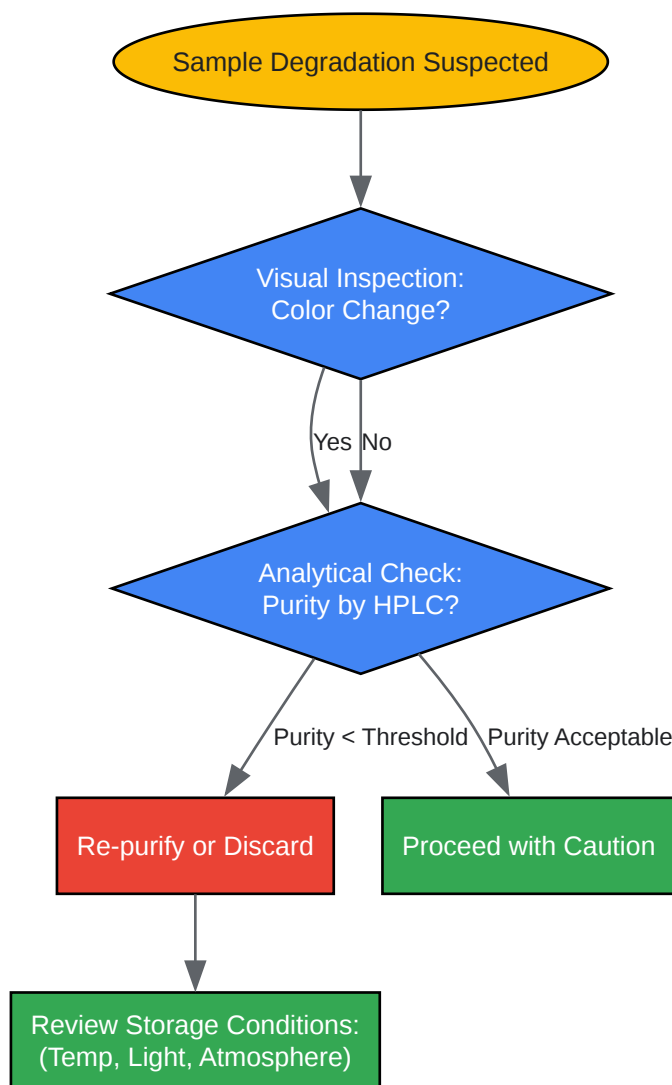 Sample Degradation Suspected
Visual Inspection:
Color Change?
Yes
No
Analytical Check:
Purity by HPLC?
Purity < Threshold
Purity Acceptable
Re-purify or Discard
Proceed with Caution
Review Storage Conditions:
(Temp, Light, Atmosphere)